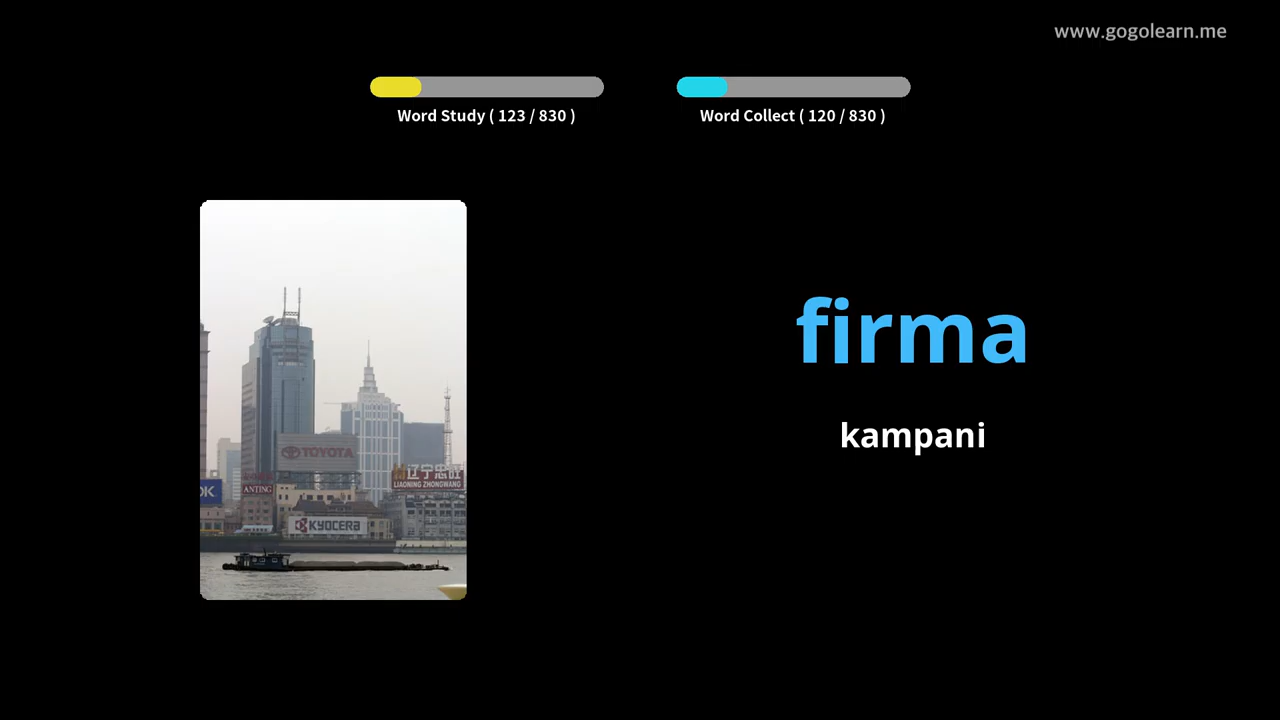 www.gogolearn.me
Word Study ( 123 / 830 )
Word Collect ( 120 / 830 )
firma
kampani
TOYOTA
辽宁忠旺
LIAONING ZHONGWANG
OK
ANTING
KYOCERA